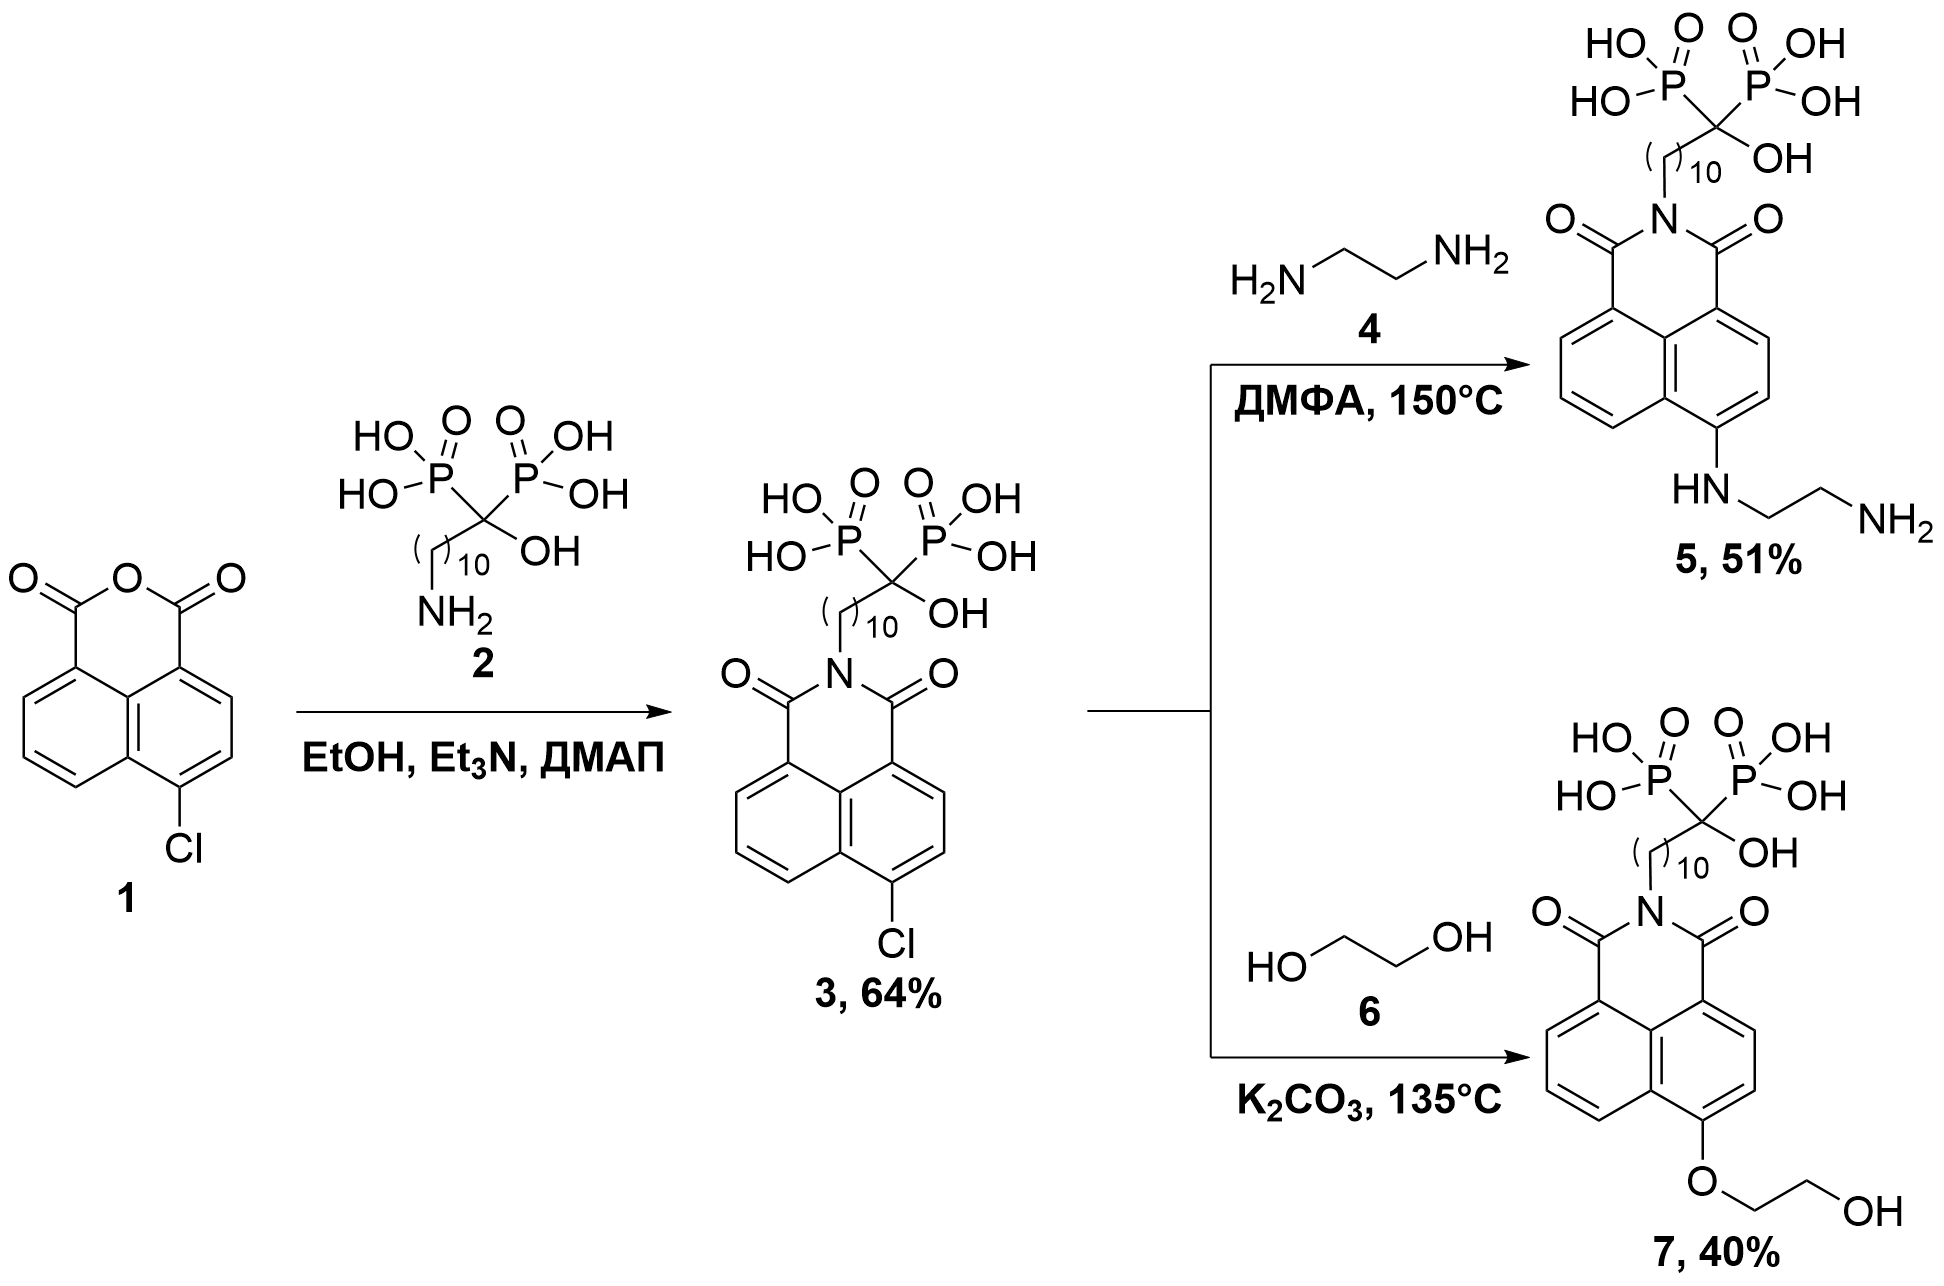 HO O O OH
HO P P OH
( )10 OH
NH2
2
O O O
Cl
1
EtOH, Et3N, ДМАП
HO O O OH
HO P P OH
( )10 OH
O N O
Cl
3, 64%
H2N NH2
4
ДМФА, 150°C
HO O O OH
HO P P OH
( )10 OH
O N O
HN NH2
5, 51%
HO OH
6
K2CO3, 135°C
HO O O OH
HO P P OH
( )10 OH
O N O
O OH
7, 40%